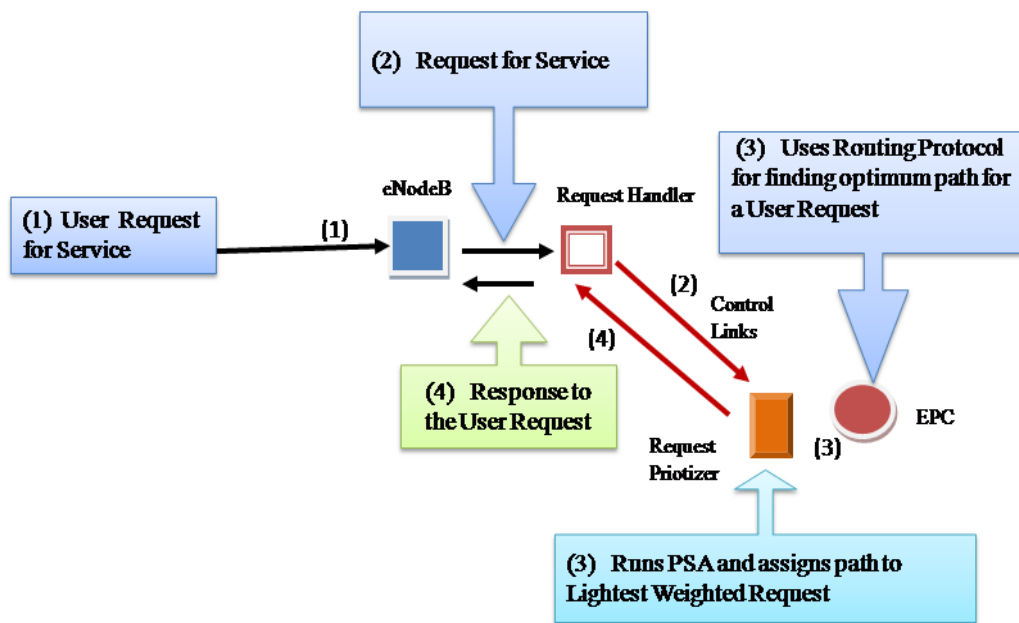 (2) Request for Service
(3) Uses Routing Protocol
for finding optimum path for
a User Request
eNodeB
Request Handler
(1) User Request
for Service
(1)
(2)
Control
Links
(4)
(4) Response to
the User Request
EPC
Request
Priotizer
(3)
(3) Runs PSA and assigns path to
Lightest Weighted Request